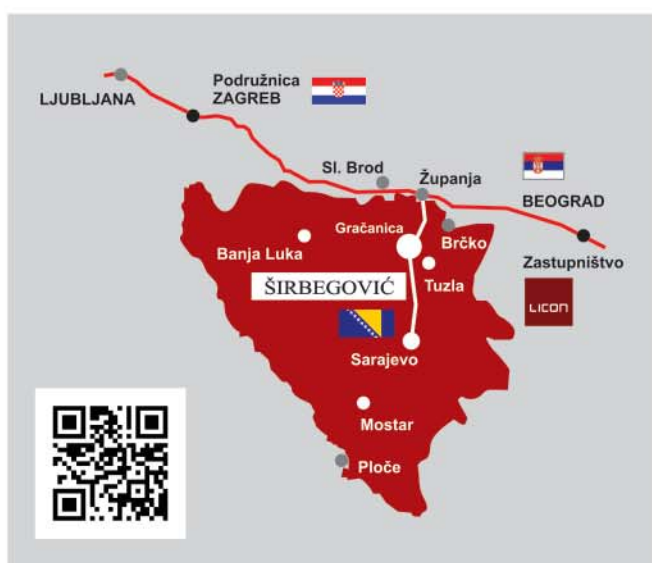 Podružnica
LJUBLJANA
ZAGREB
Sl. Brod
Županja
BEOGRAD
Gračanica
Brčko
Banja Luka
Zastupništvo
Tuzla
ŠIRBEGOVIĆ
LICON
Sarajevo
Mostar
Ploče